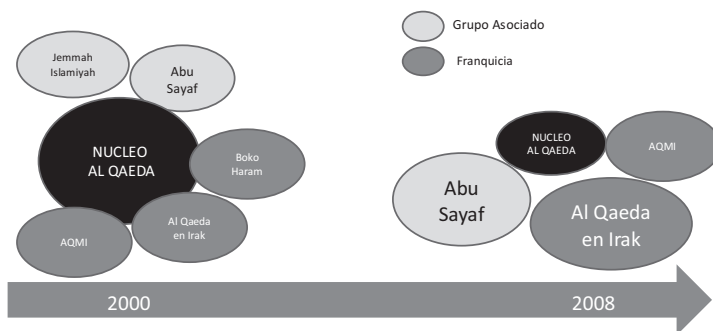 Grupo Asociado
Franquicia
Jemmah
Islamiyah
Abu
Sayaf
NUCLEO
AL QAEDA
Boko
Haram
Al Qaeda
en Irak
AQMI
NUCLEO
AL QAEDA
AQMI
Abu
Sayaf
Al Qaeda
en Irak
2000
2008